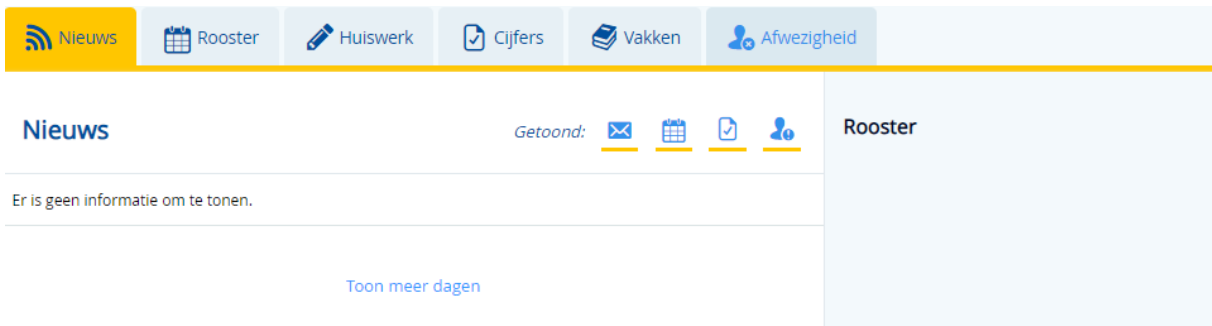 Nieuws Rooster Huiswerk Cijfers Vakken Afwezigheid
Nieuws
Getoond:
Rooster
Er is geen informatie om te tonen.
Toon meer dagen